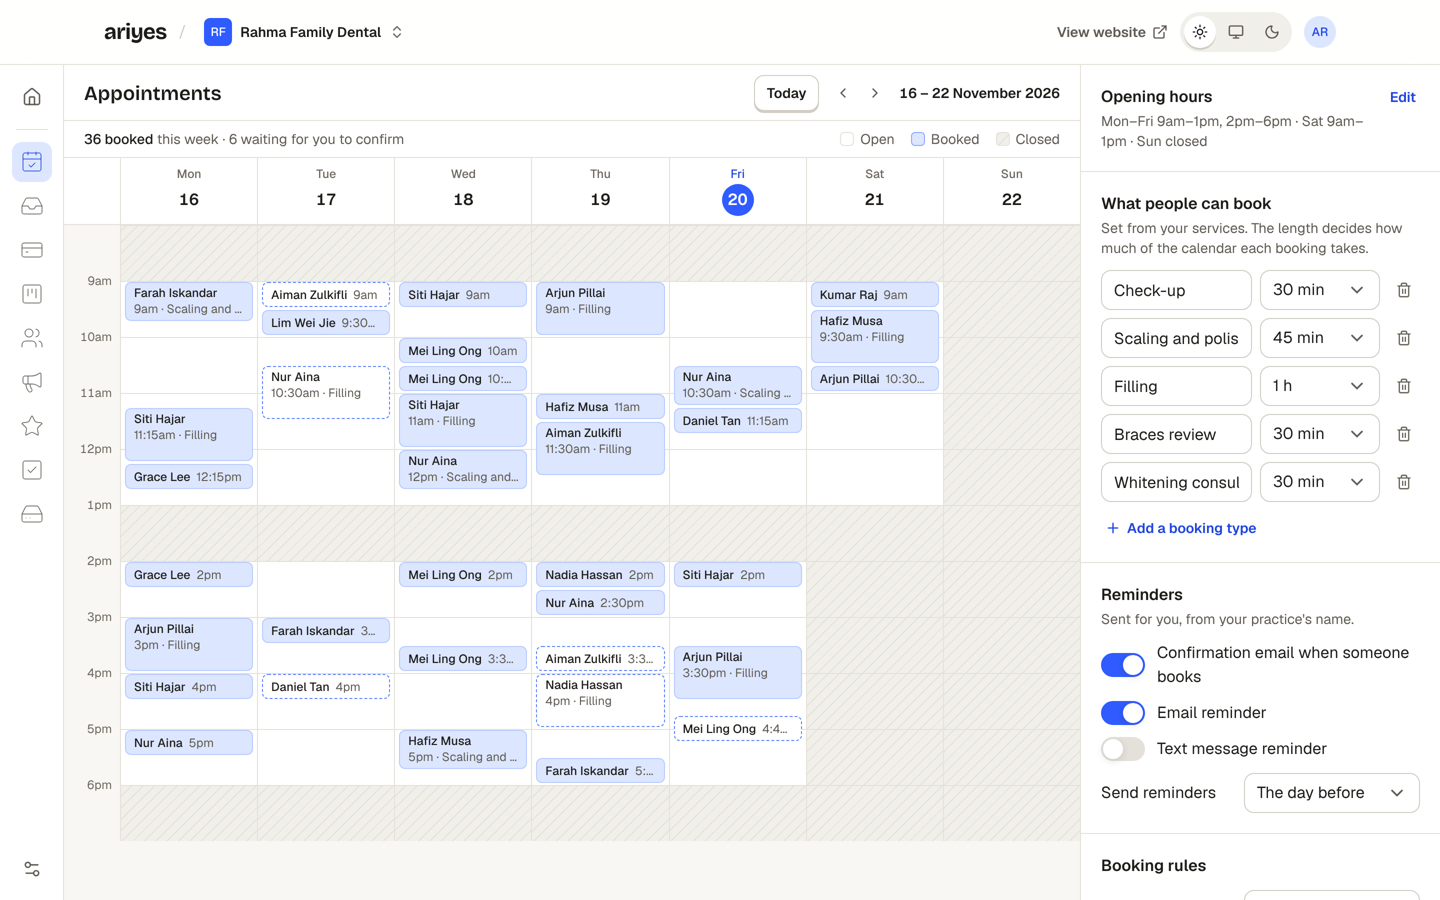 ariyes / RF Rahma Family Dental
View website
AR
Appointments
Today
16 – 22 November 2026
36 booked this week · 6 waiting for you to confirm
Open Booked Closed
Mon Tue Wed Thu Fri Sat Sun
16 17 18 19 20 21 22
9am
10am
11am
12pm
1pm
2pm
3pm
4pm
5pm
6pm
Farah Iskandar
9am · Scaling and ...
Siti Hajar
11:15am · Filling
Grace Lee 12:15pm
Grace Lee 2pm
Arjun Pillai
3pm · Filling
Siti Hajar 4pm
Nur Aina 5pm
Aiman Zulkifli 9am
Lim Wei Jie 9:30...
Nur Aina
10:30am · Filling
Farah Iskandar 3...
Daniel Tan 4pm
Siti Hajar 9am
Mei Ling Ong 10am
Mei Ling Ong 10:...
Siti Hajar
11am · Filling
Nur Aina
12pm · Scaling and...
Mei Ling Ong 2pm
Mei Ling Ong 3:3...
Hafiz Musa
5pm · Scaling and ...
Arjun Pillai
9am · Filling
Hafiz Musa 11am
Aiman Zulkifli
11:30am · Filling
Nadia Hassan 2pm
Nur Aina 2:30pm
Aiman Zulkifli 3:3...
Nadia Hassan
4pm · Filling
Farah Iskandar 5:...
Nur Aina
10:30am · Scaling ...
Daniel Tan 11:15am
Siti Hajar 2pm
Arjun Pillai
3:30pm · Filling
Mei Ling Ong 4:4...
Kumar Raj 9am
Hafiz Musa
9:30am · Filling
Arjun Pillai 10:30...
Opening hours
Edit
Mon–Fri 9am–1pm, 2pm–6pm · Sat 9am–
1pm · Sun closed
What people can book
Set from your services. The length decides how
much of the calendar each booking takes.
Check-up 30 min
Scaling and polis 45 min
Filling 1 h
Braces review 30 min
Whitening consul 30 min
+ Add a booking type
Reminders
Sent for you, from your practice's name.
Confirmation email when someone
books
Email reminder
Text message reminder
Send reminders The day before
Booking rules